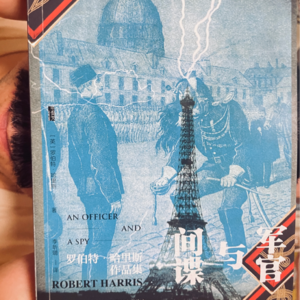 AN OFFICER
AND
A SPY
罗伯特·哈里斯
作品集
ROBERT HARRIS
军官
与
间谍